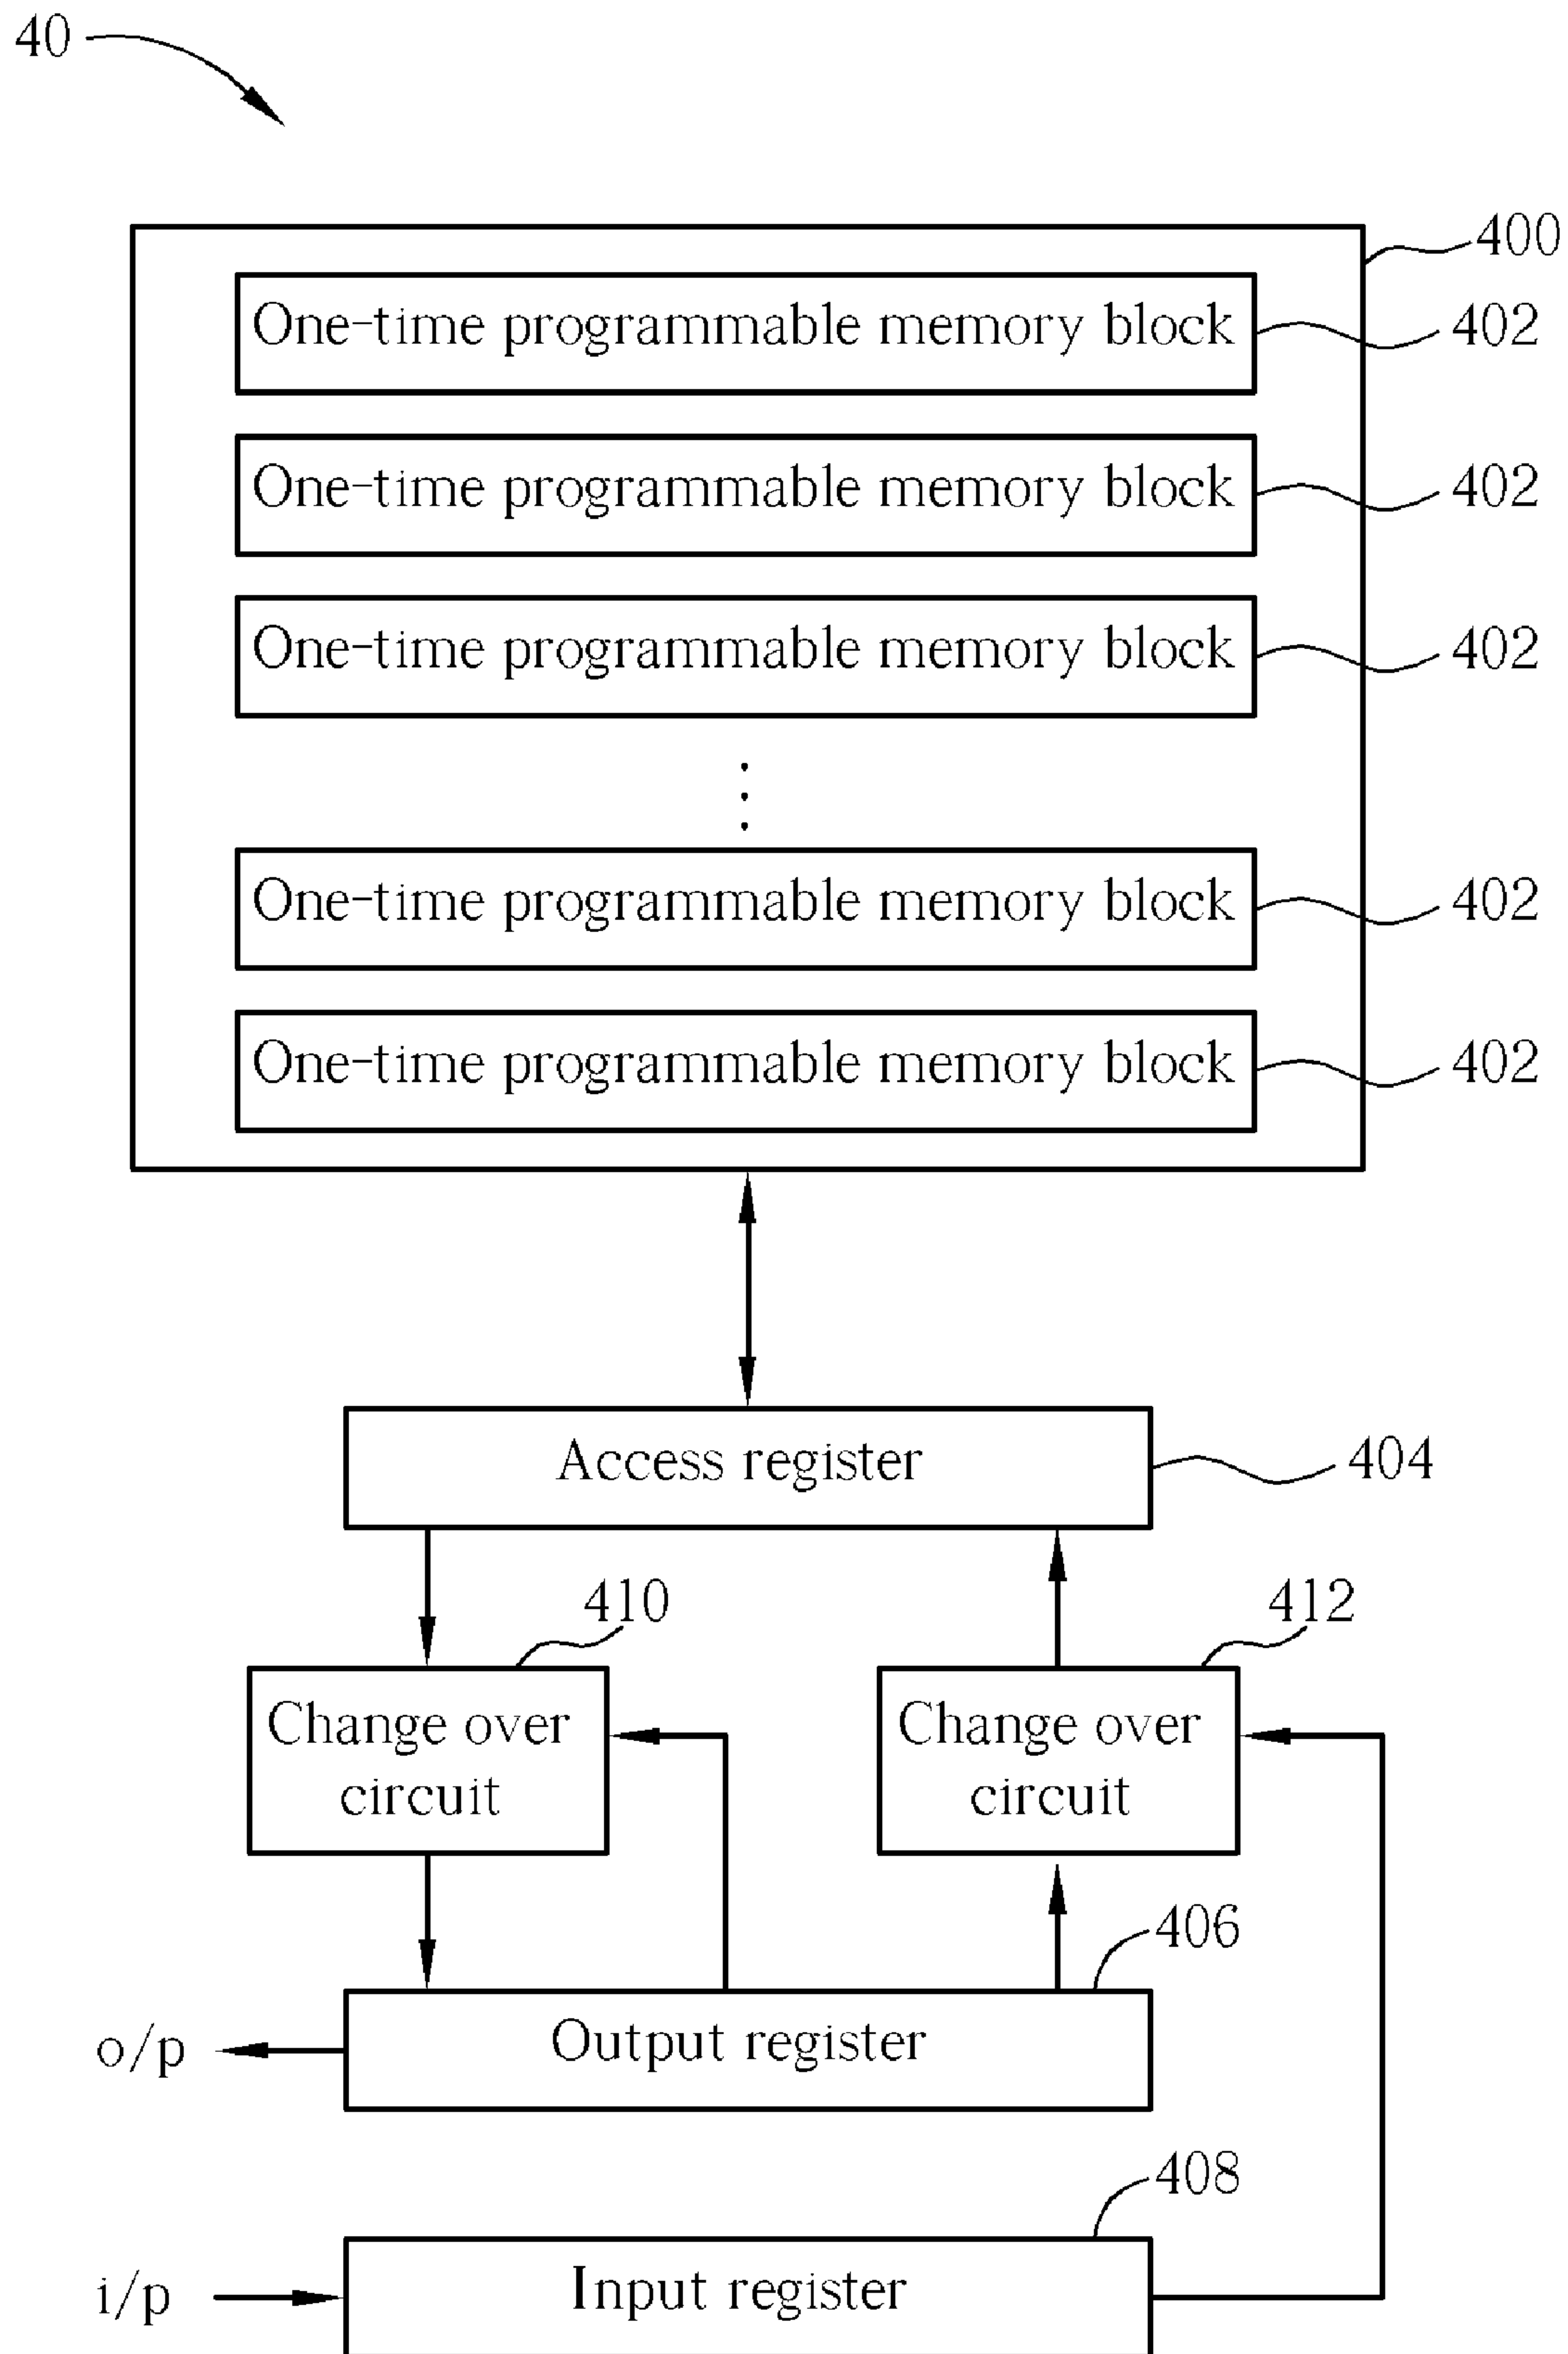 40
400
One-time programmable memory block 402
One-time programmable memory block 402
One-time programmable memory block 402
One-time programmable memory block 402
One-time programmable memory block 402
Access register 404
410 412
Change over circuit
Change over circuit
406
o/p Output register
408
i/p Input register